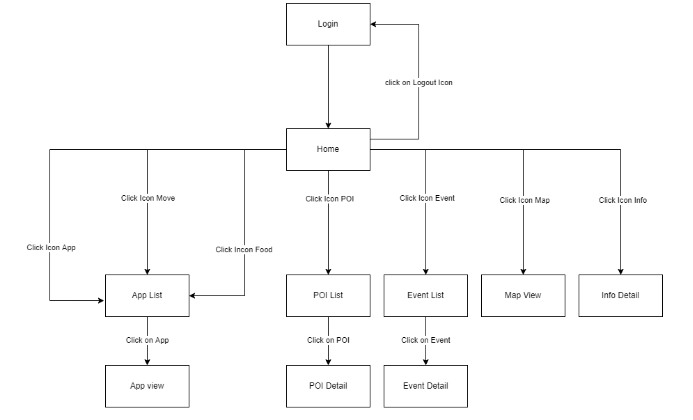 Login
click on Logout Icon
Home
Click Icon App
Click Icon Move
Click Incon Food
Click Icon POI
Click Icon Event
Click Icon Map
Click Icon Info
App List
POI List
Event List
Map View
Info Detail
Click on App
Click on POI
Click on Event
App view
POI Detail
Event Detail